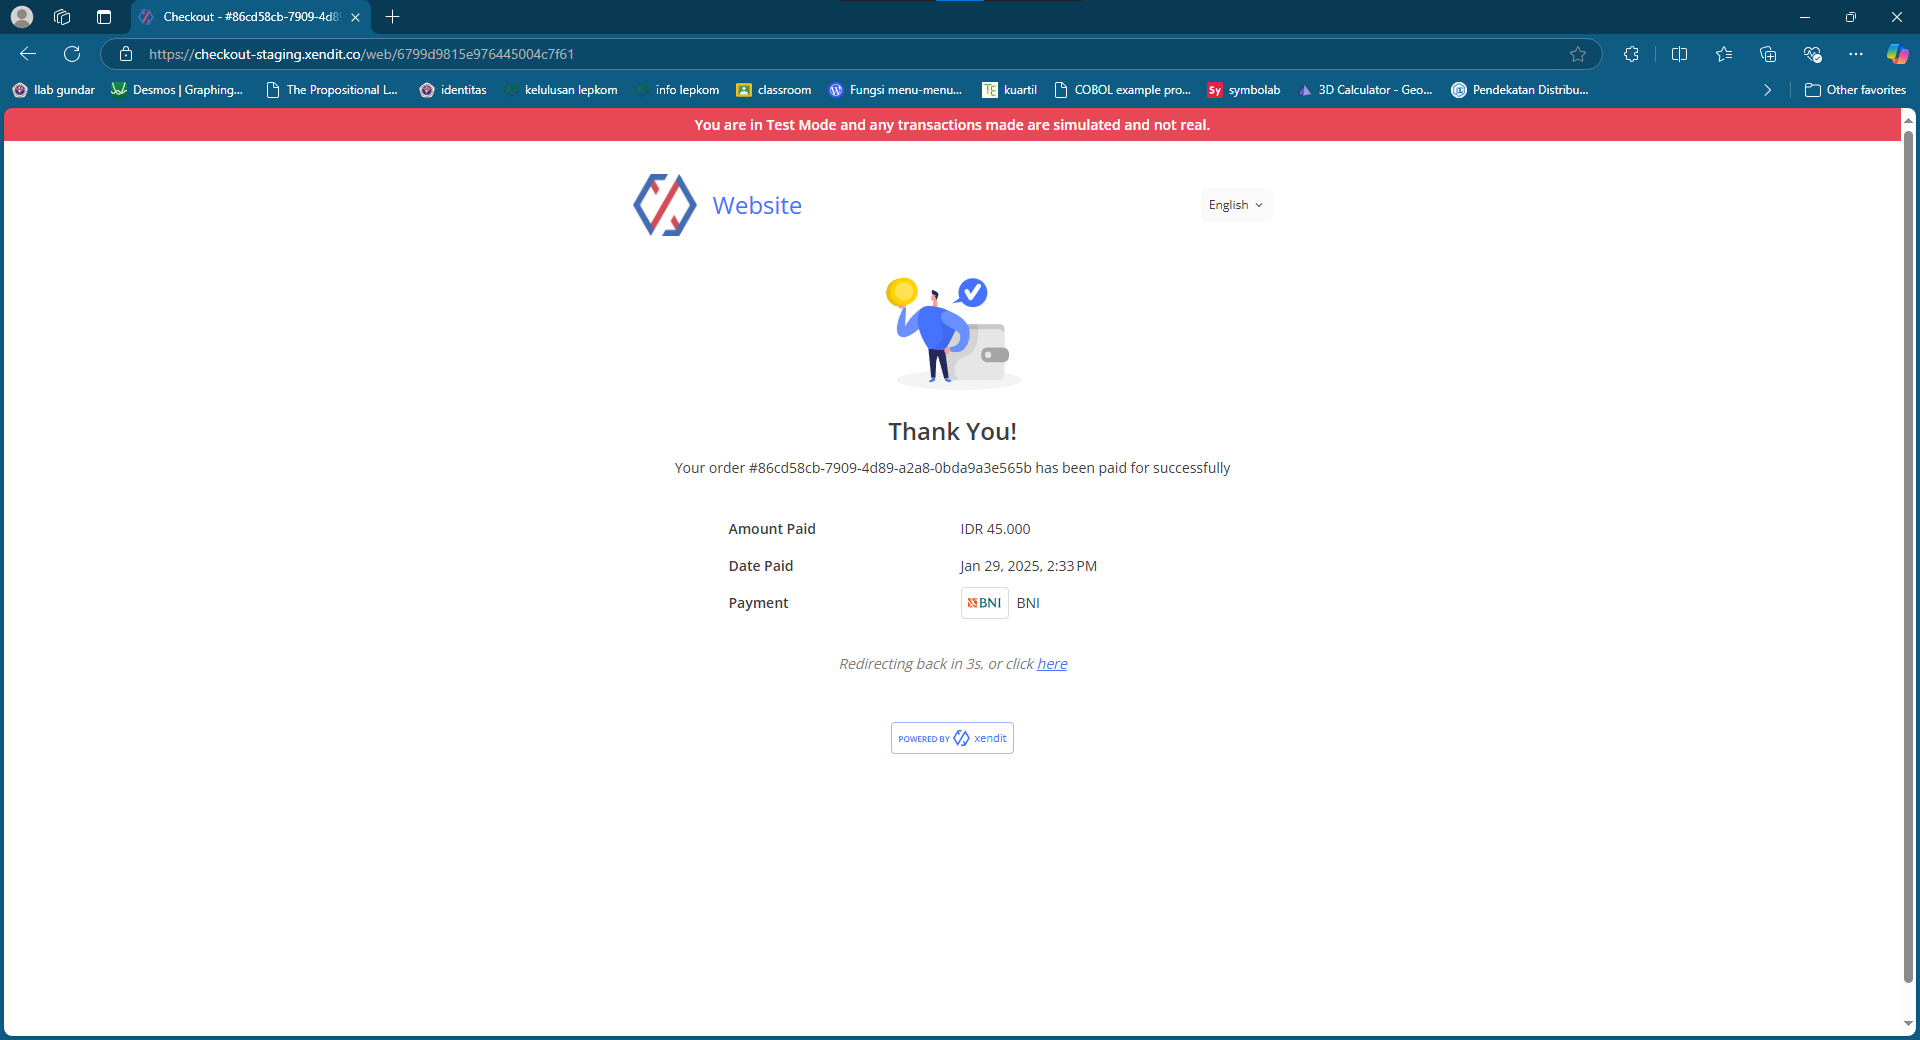 Checkout - #86cd58cb-7909-4d8
https://checkout-staging.xendit.co/web/6799d9815e976445004c7f61
Ilab gundar
Desmos | Graphing...
The Propositional L...
identitas
kelulusan lepkom
info lepkom
classroom
Fungsi menu-menu...
kuartil
COBOL example pro...
symbolab
3D Calculator - Geo...
Pendekatan Distribu...
Other favorites
You are in Test Mode and any transactions made are simulated and not real.
Website
English
Thank You!
Your order #86cd58cb-7909-4d89-a2a8-0bda9a3e565b has been paid for successfully
Amount Paid IDR 45.000
Date Paid Jan 29, 2025, 2:33 PM
Payment BNI BNI
Redirecting back in 3s, or click here
POWERED BY xendit